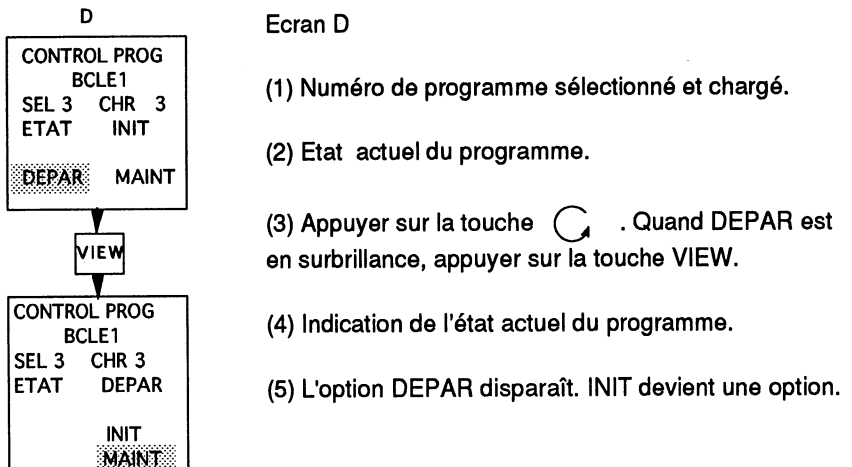 D
CONTROL PROG
BCLE1
SEL 3 CHR 3
ETAT INIT
DEPAR MAINT
VIEW
CONTROL PROG
BCLE1
SEL 3 CHR 3
ETAT DEPAR
INIT
MAINT
Ecran D
(1) Numéro de programme sélectionné et chargé.
(2) Etat actuel du programme.
(3) Appuyer sur la touche . Quand DEPAR est
en surbrillance, appuyer sur la touche VIEW.
(4) Indication de l'état actuel du programme.
(5) L'option DEPAR disparaît. INIT devient une option.